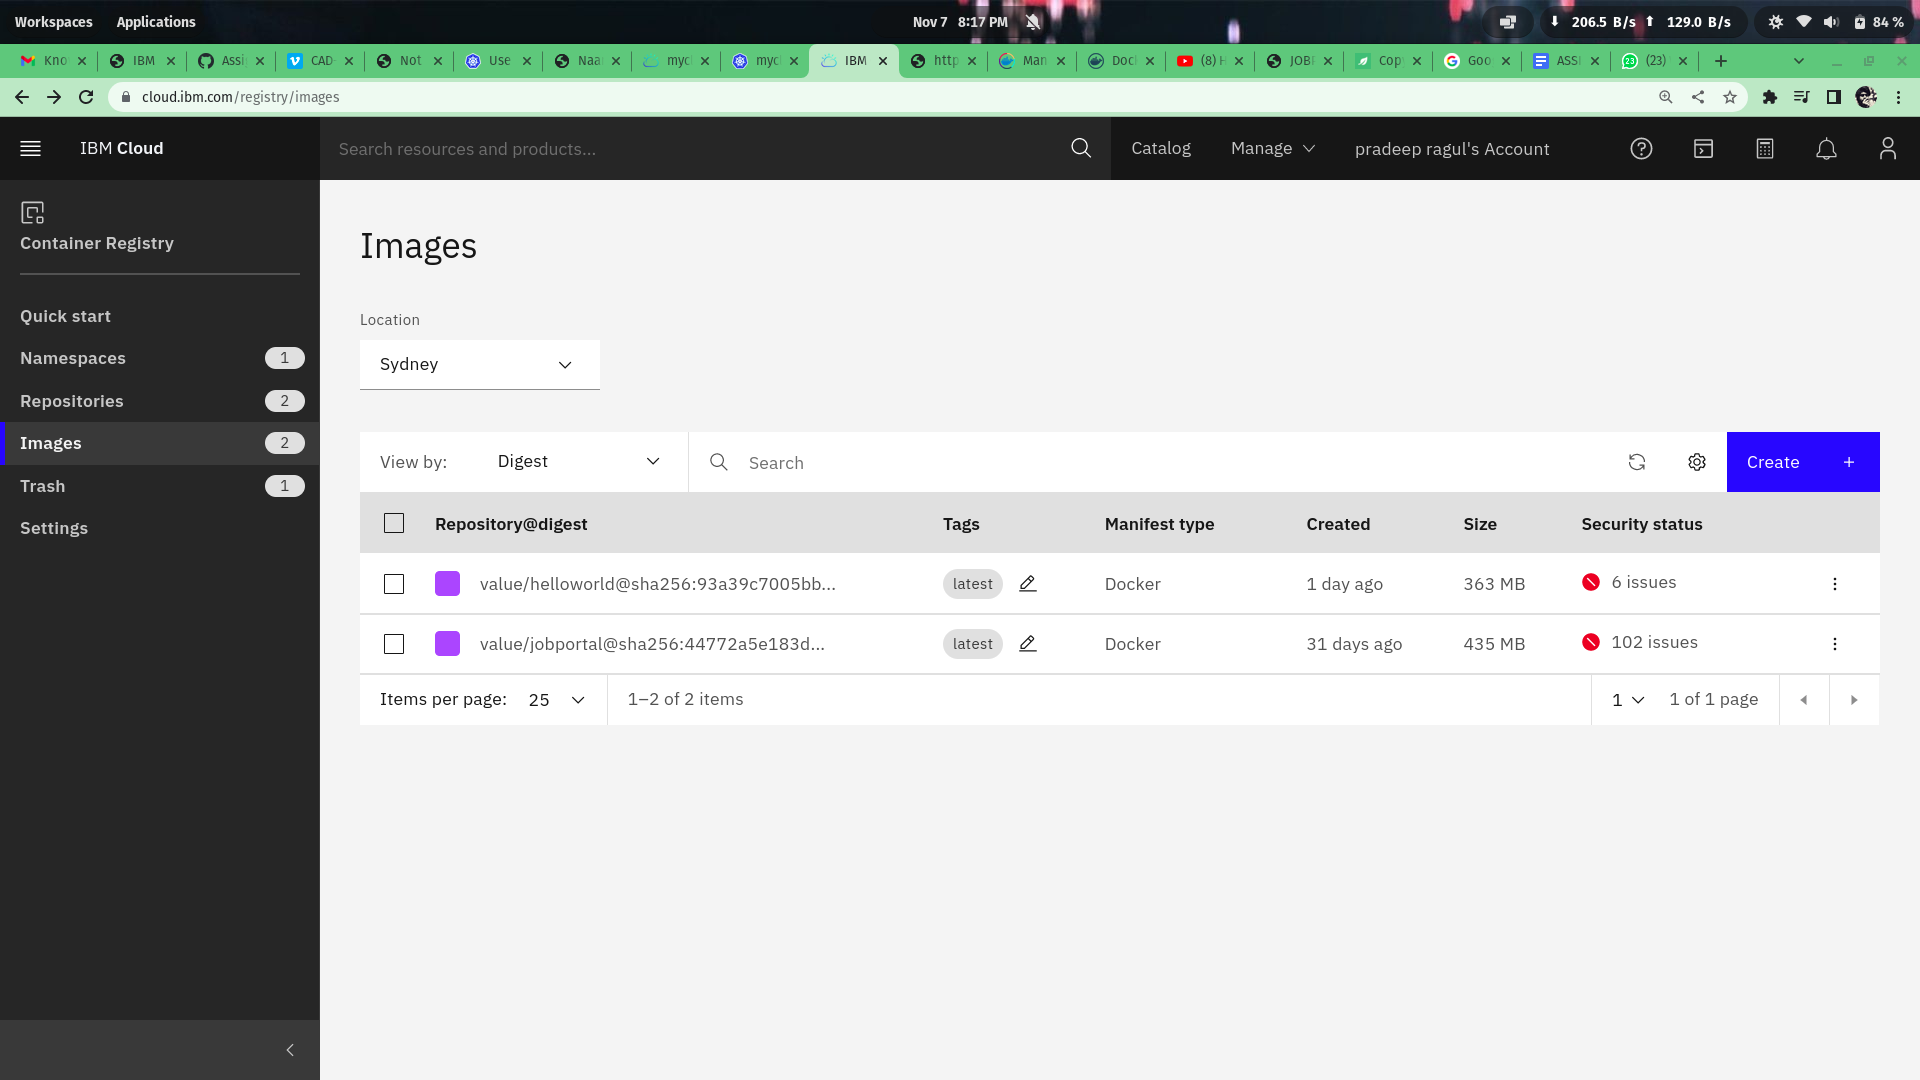 Workspaces Applications Nov 7 8:17 PM 206.5 B/s 129.0 B/s 84 %
Kno IBM Assi CAD Not Use Naa myc myc IBM http Man Doc (8) H JOB Cop Goo ASS (23)
cloud.ibm.com/registry/images
IBM Cloud Search resources and products... Catalog Manage pradeep ragul's Account
Container Registry
Quick start
Namespaces 1
Repositories 2
Images 2
Trash 1
Settings
Images
Location
Sydney
View by: Digest Search Create +
Repository@digest Tags Manifest type Created Size Security status
value/helloworld@sha256:93a39c7005bb... latest Docker 1 day ago 363 MB 6 issues
value/jobportal@sha256:44772a5e183d... latest Docker 31 days ago 435 MB 102 issues
Items per page: 25 1–2 of 2 items 1 1 of 1 page